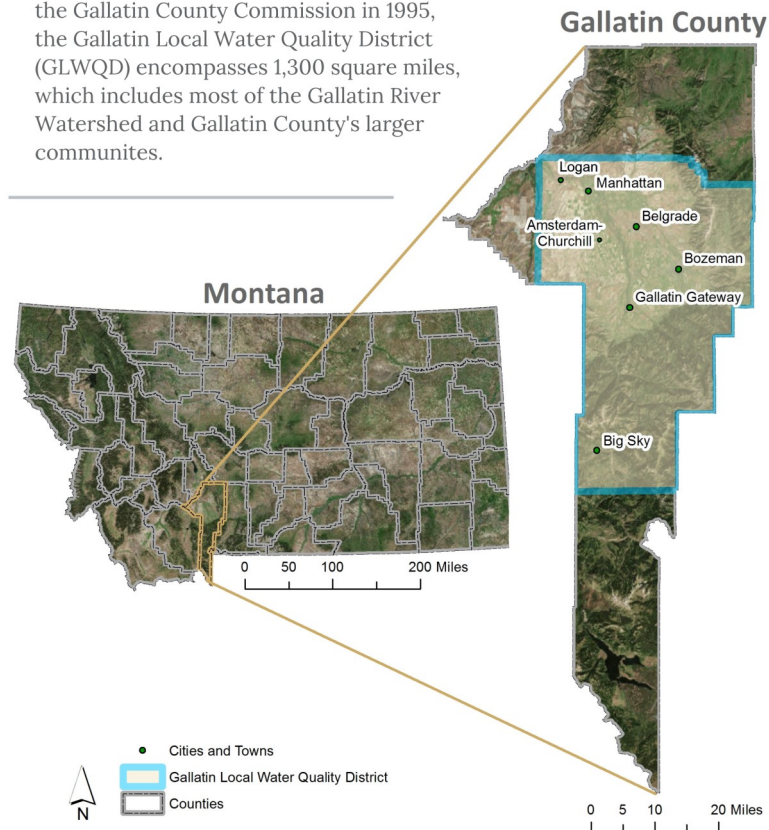 the Gallatin County Commission in 1995,
the Gallatin Local Water Quality District
(GLWQD) encompasses 1,300 square miles,
which includes most of the Gallatin River
Watershed and Gallatin County's larger
communites.
Gallatin County
Logan
Manhattan
Amsterdam-
Churchill
Belgrade
Bozeman
Gallatin Gateway
Big Sky
Montana
0 50 100 200 Miles
Cities and Towns
Gallatin Local Water Quality District
Counties
N
0 5 10 20 Miles